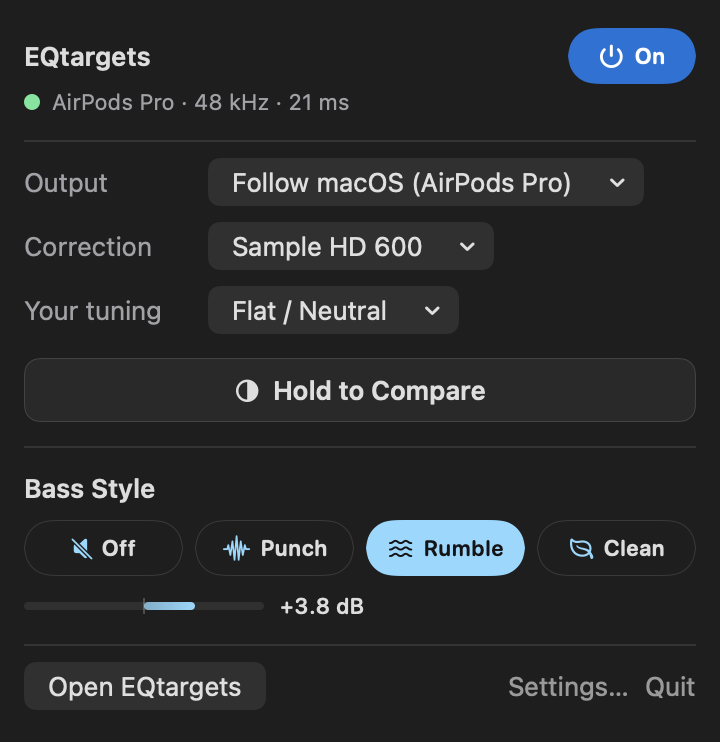 EQtargets
On
AirPods Pro · 48 kHz · 21 ms
Output Follow macOS (AirPods Pro)
Correction Sample HD 600
Your tuning Flat / Neutral
Hold to Compare
Bass Style
Off Punch Rumble Clean
+3.8 dB
Open EQtargets Settings... Quit